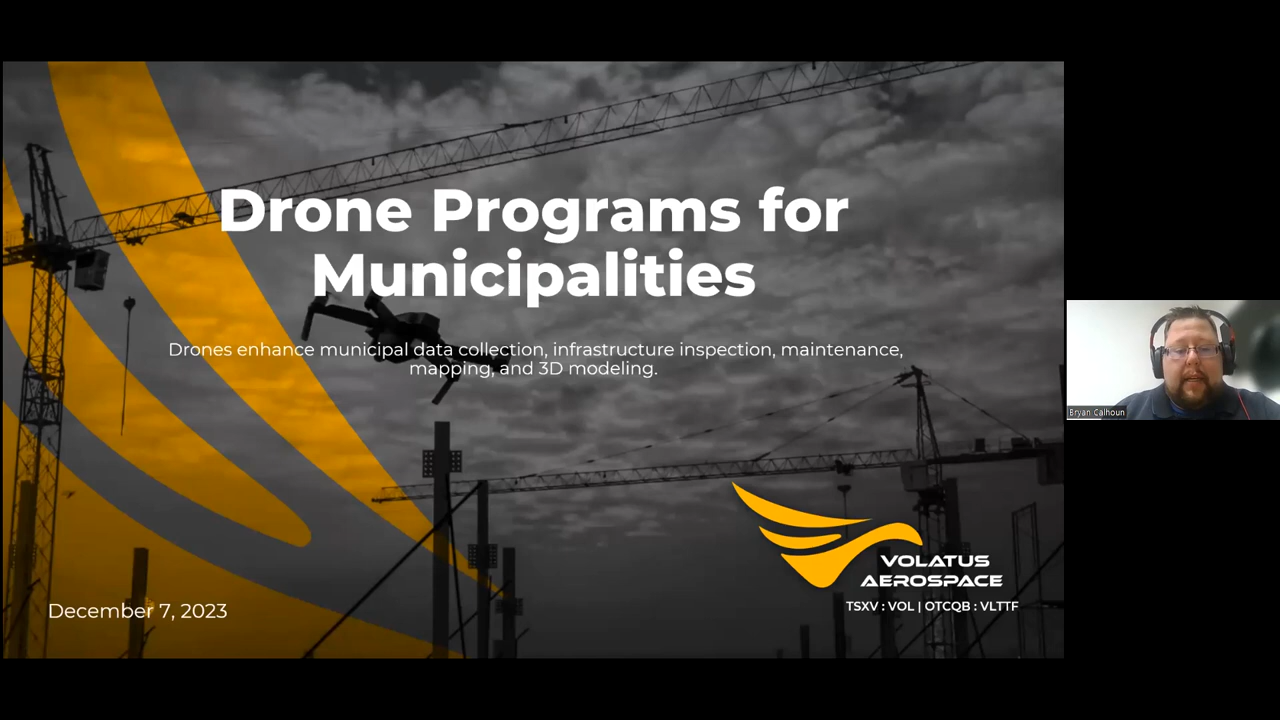 Drone Programs for
Municipalities
Drones enhance municipal data collection, infrastructure inspection, maintenance,
mapping, and 3D modeling.
December 7, 2023
VOLATUS
AEROSPACE
TSXV : VOL | OTCQB : VLTTF
Bryan Calhoun